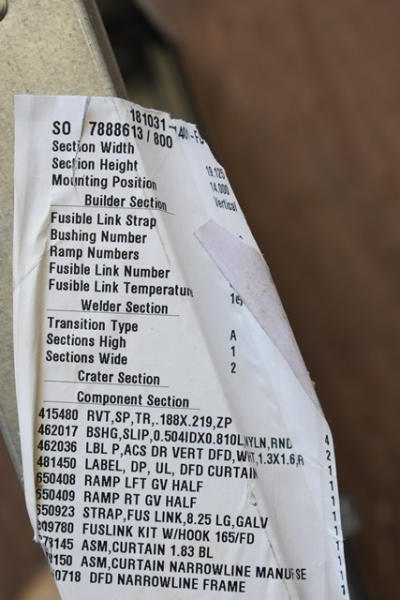 181031
SO 7888613 / 800
Section Width 19.125
Section Height 14.000
Mounting Position Vertical
Builder Section
Fusible Link Strap
Bushing Number
Ramp Numbers
Fusible Link Number
Fusible Link Temperature
Welder Section
Transition Type A
Sections High 1
Sections Wide 2
Crater Section
Component Section
415480 RVT,SP,TR,.188X.219,ZP 4
462017 BSHG,SLIP,0.504IDX0.810L,NYLN,RND 2
462036 LBL P,ACS DR VERT DFD,WHT,1.3X1.6,R 1
481450 LABEL, DP, UL, DFD CURTAIN 1
650408 RAMP LFT GV HALF 1
650409 RAMP RT GV HALF 1
650923 STRAP,FUS LINK,8.25 LG,GALV 1
FUSLINK KIT W/HOOK 165/FD 1
ASM,CURTAIN 1.83 BL 1
ASM,CURTAIN NARROWLINE 1
DFD NARROWLINE FRAME 1